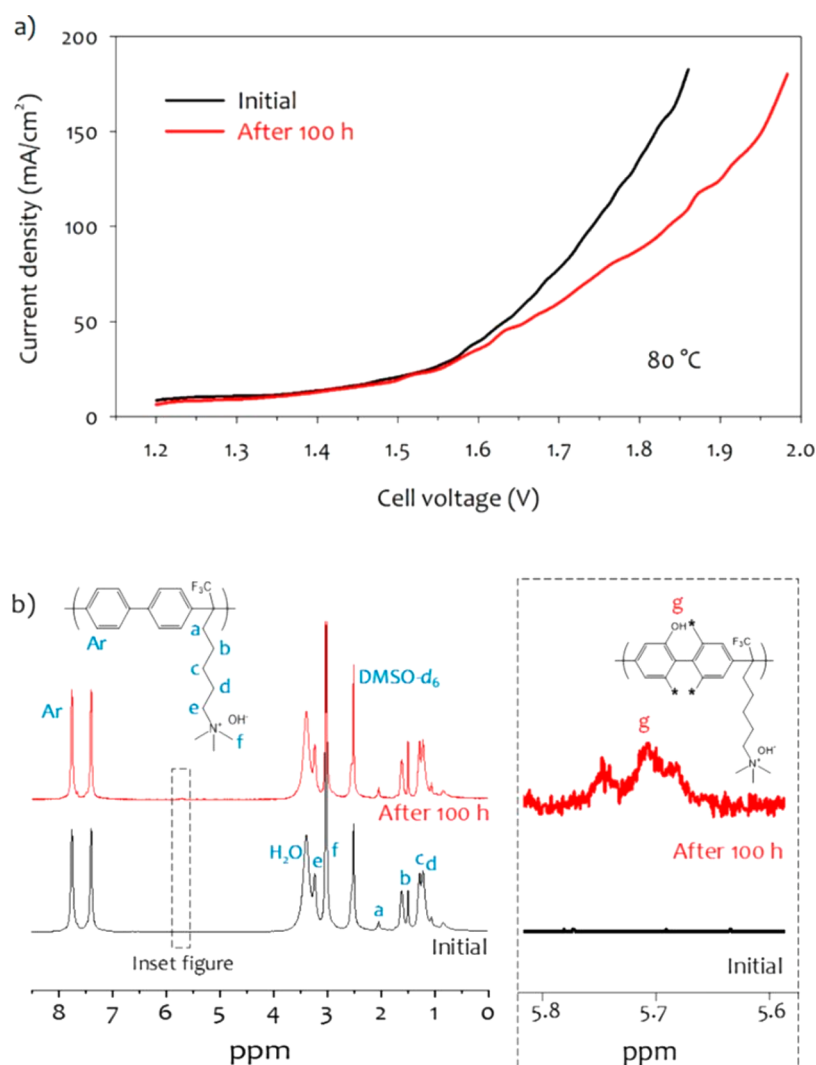 a)
200
150
100
50
0
Current density (mA/cm²)
Initial
After 100 h
80 °C
1.2 1.3 1.4 1.5 1.6 1.7 1.8 1.9 2.0
Cell voltage (V)
b)
F₃C
Ar
a
b
c
d
e
N⁺ OH⁻
f
Ar
DMSO-d₆
After 100 h
H₂O
e
f
a
b
c
d
Initial
Inset figure
8 7 6 5 4 3 2 1 0
ppm
g
OH*
F₃C
* *
N⁺ OH⁻
g
After 100 h
Initial
5.8 5.7 5.6
ppm